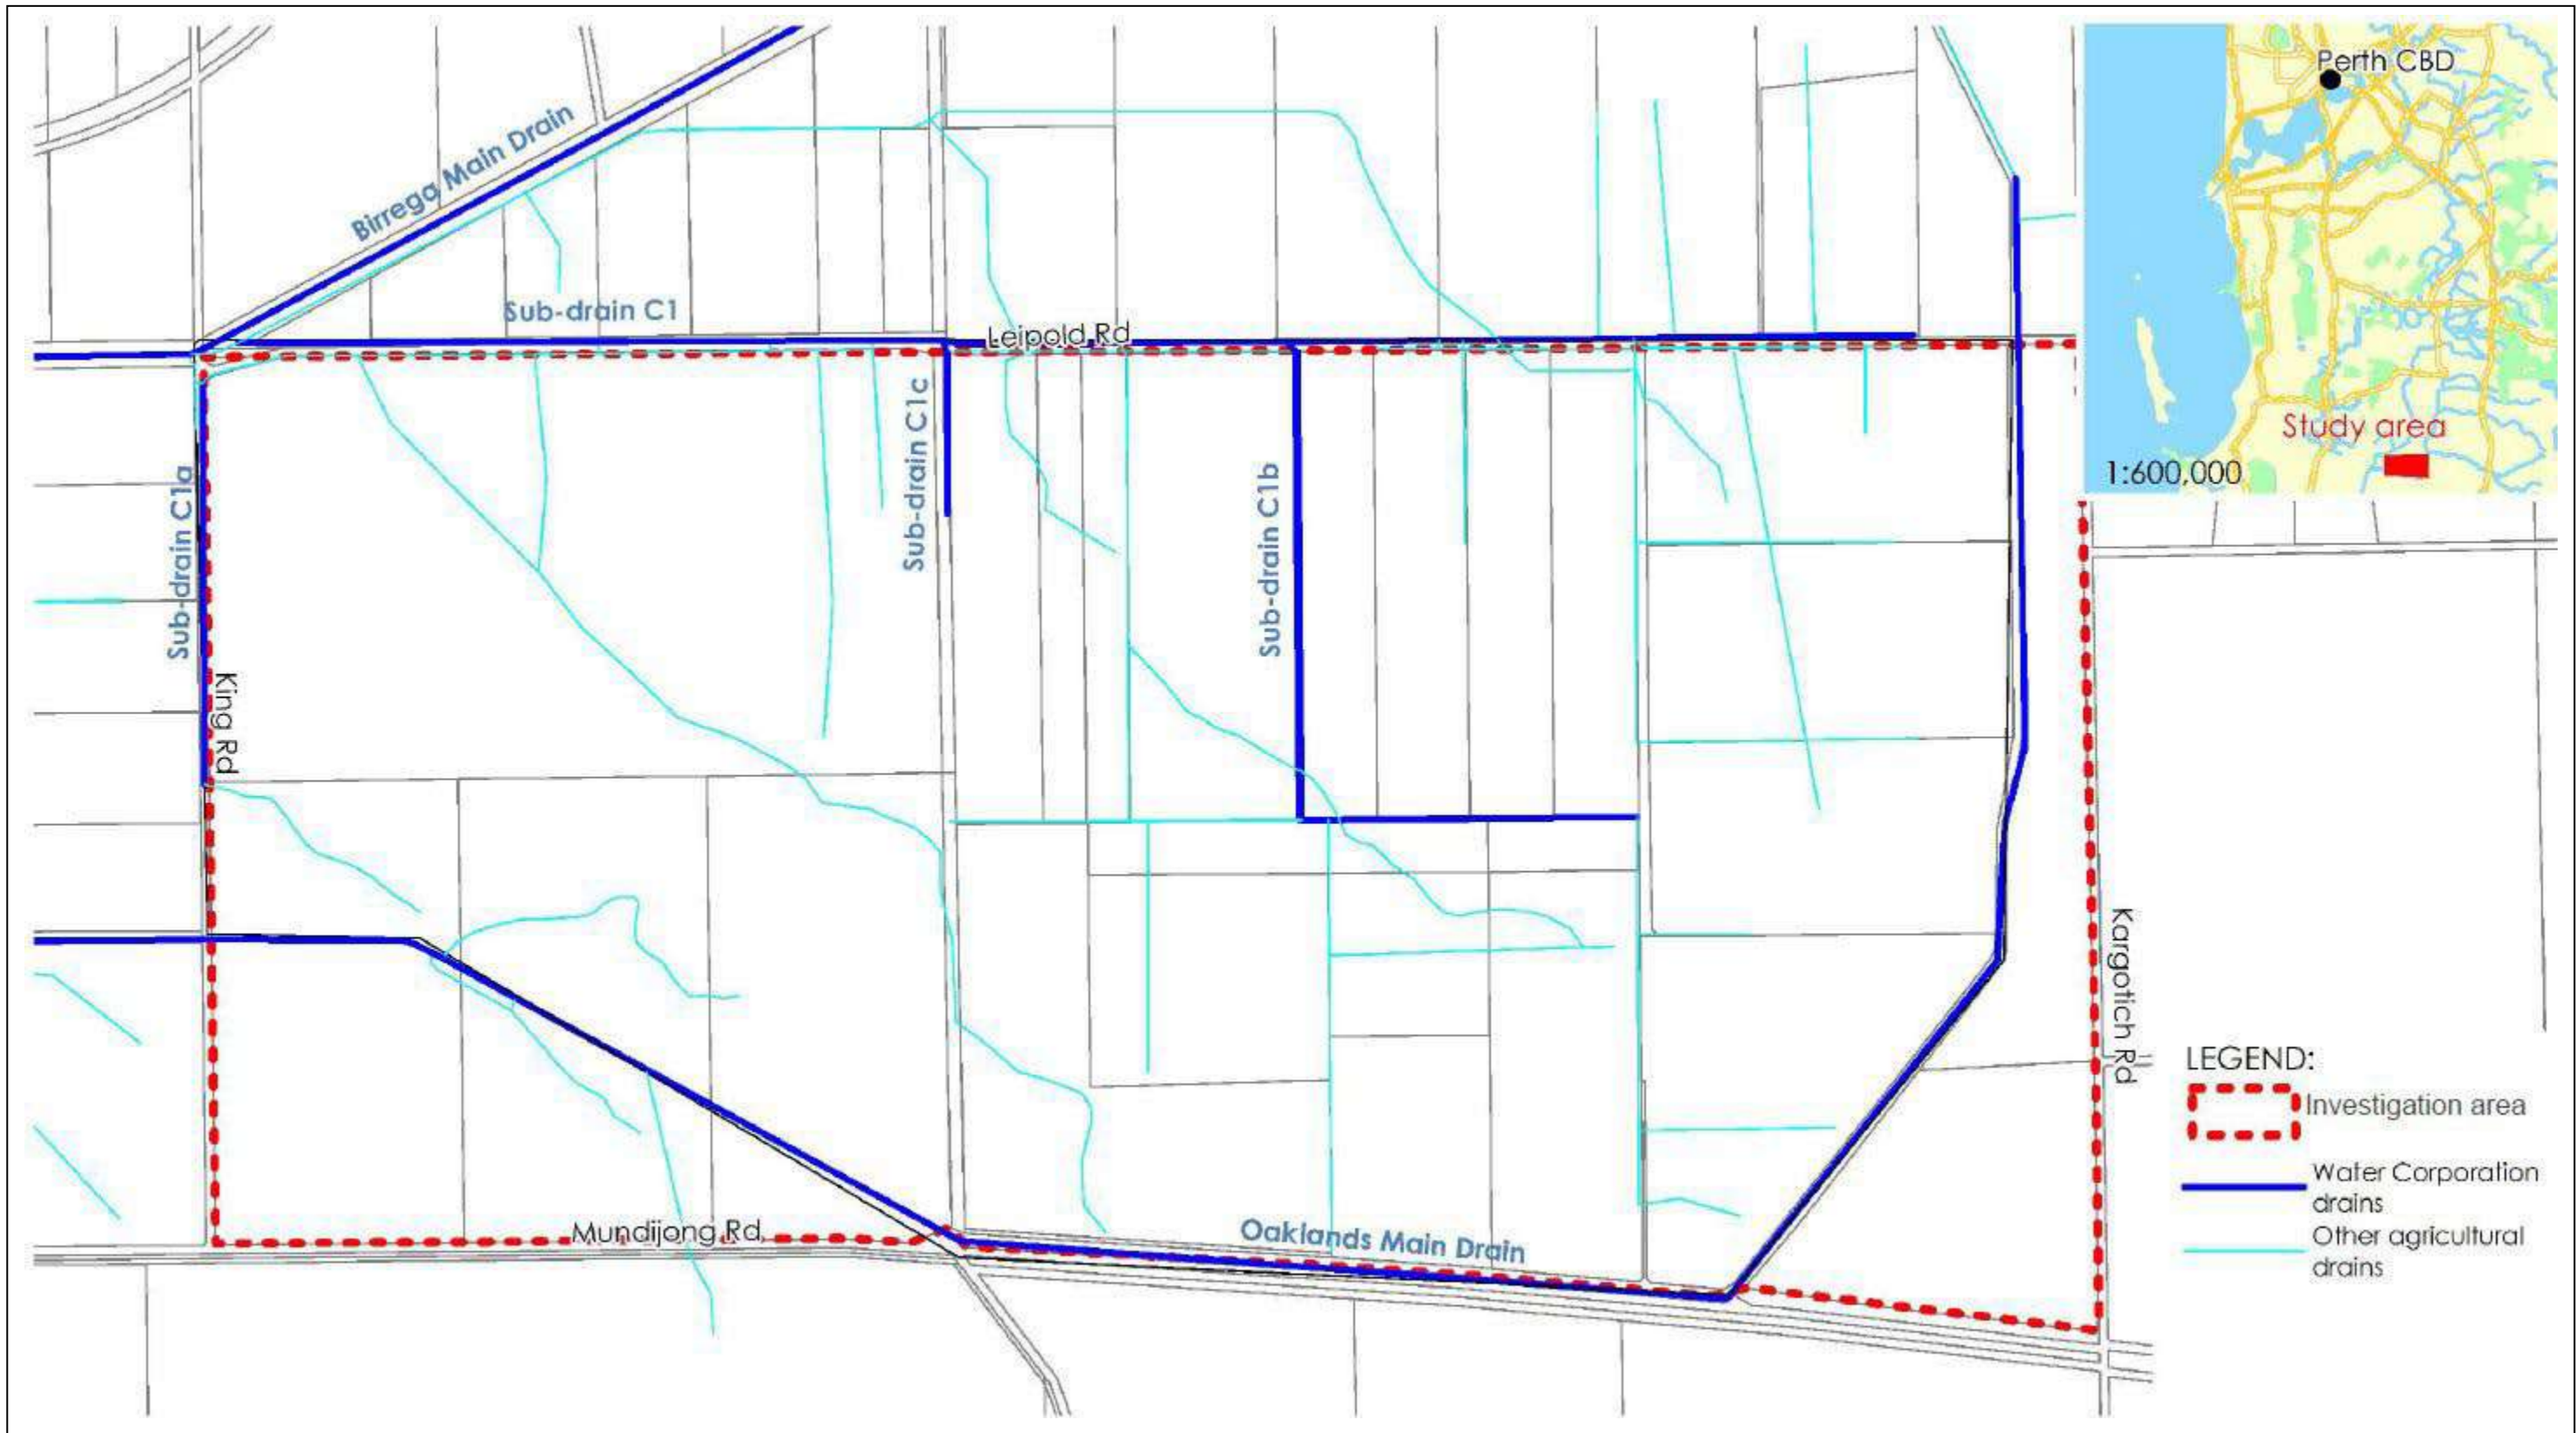 Perth CBD
Birrega Main Drain
Sub-drain C1
Leipold Rd
Sub-drain C1c
Study area
1:600,000
Sub-drain C1a
Sub-drain C1b
King Rd
Kargotich Rd
LEGEND:
Investigation area
Water Corporation
drains
Other agricultural
drains
Mundijong Rd
Oaklands Main Drain